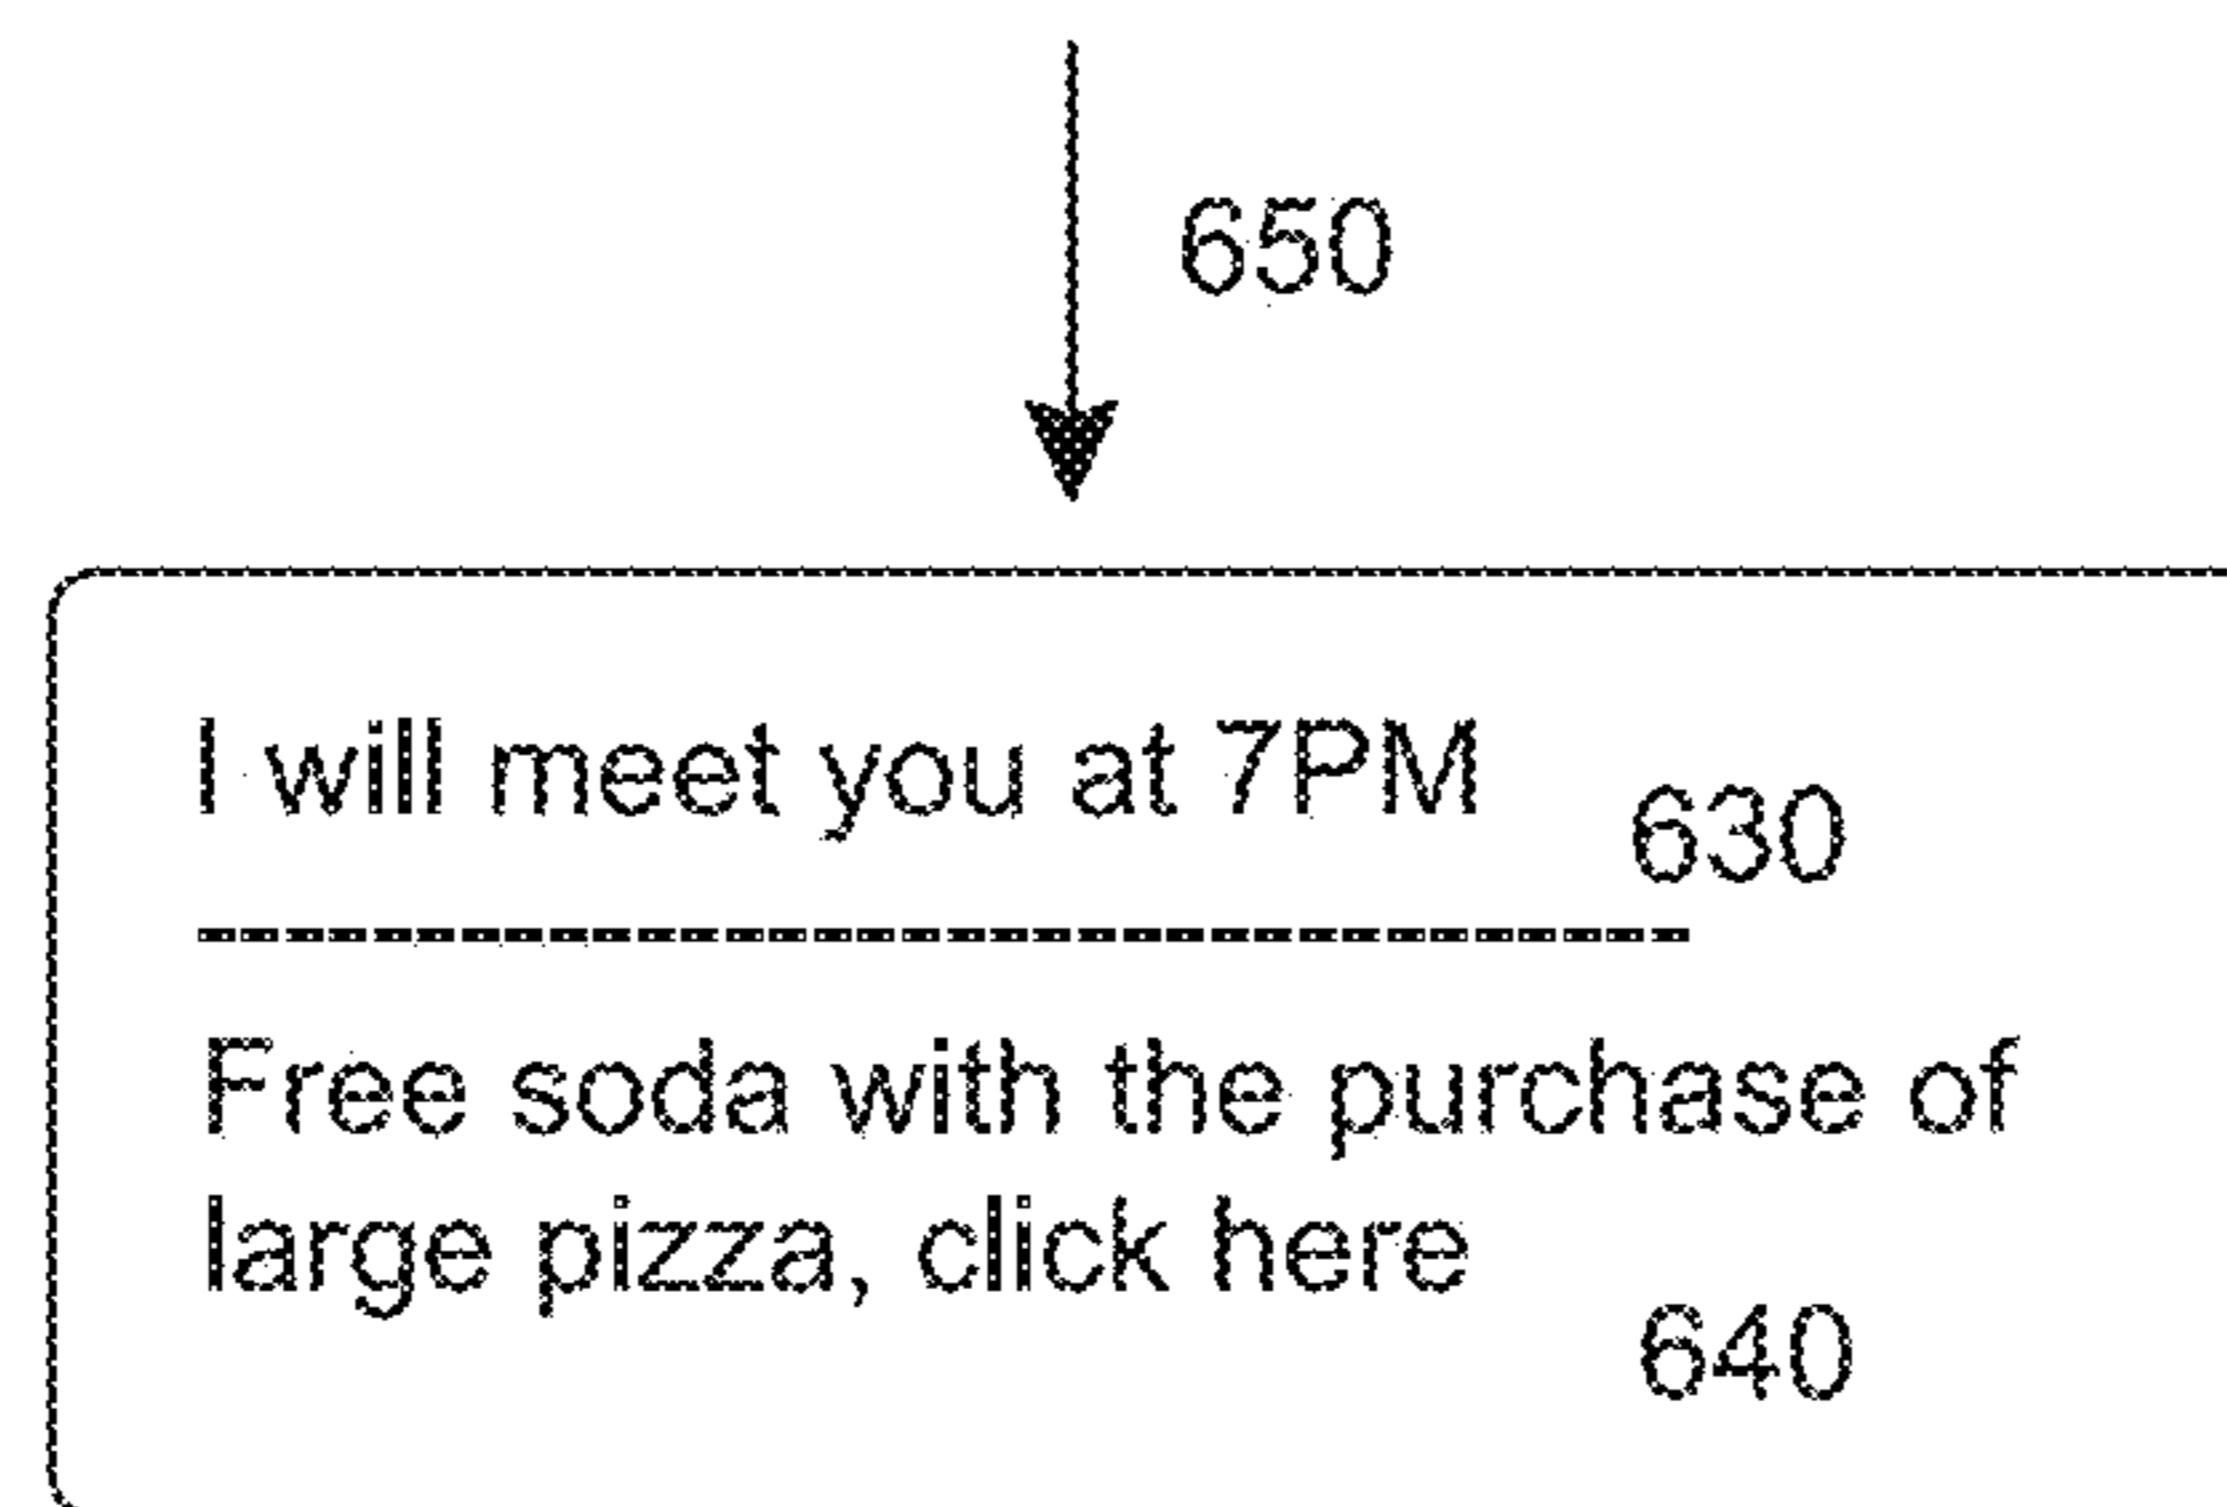 650
I will meet you at 7PM
630
--------------------------------
Free soda with the purchase of
large pizza, click here
640